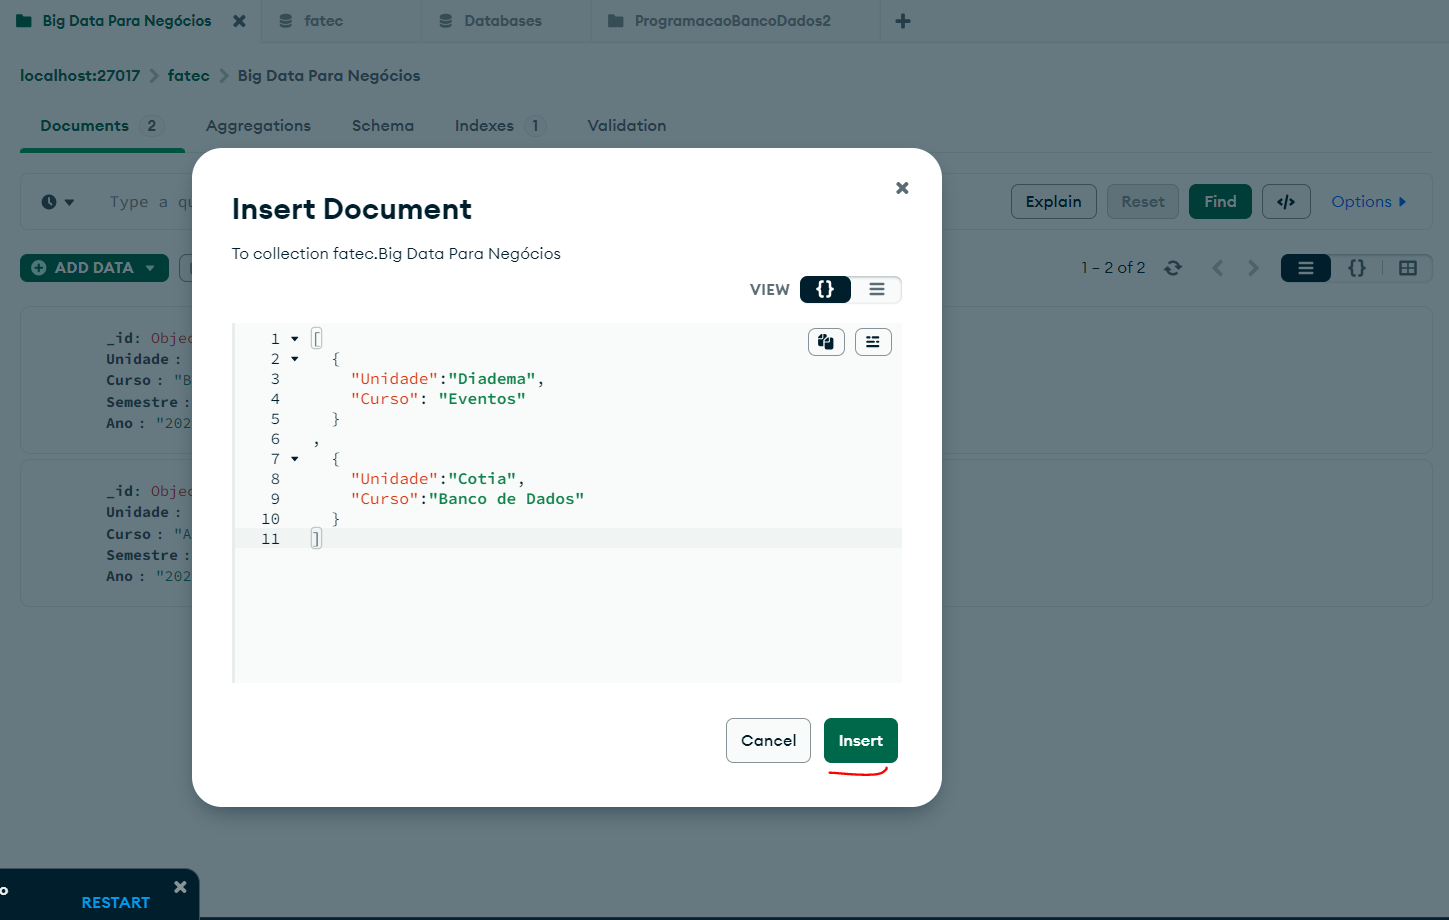 Big Data Para Negócios
fatec
Databases
ProgramacaoBancoDados2
localhost:27017 > fatec > Big Data Para Negócios
Documents 2
Aggregations
Schema
Indexes 1
Validation
Type a qu
Explain
Reset
Find
</>
Options
ADD DATA
1 – 2 of 2
{}
_id: Objec
Unidade :
Curso : "B
Semestre :
Ano : "202
_id: Objec
Unidade :
Curso : "A
Semestre :
Ano : "202
Insert Document
To collection fatec.Big Data Para Negócios
VIEW {}
1 [
2 {
3 "Unidade":"Diadema",
4 "Curso": "Eventos"
5 }
6 ,
7 {
8 "Unidade":"Cotia",
9 "Curso":"Banco de Dados"
10 }
11 ]
Cancel
Insert
o
RESTART